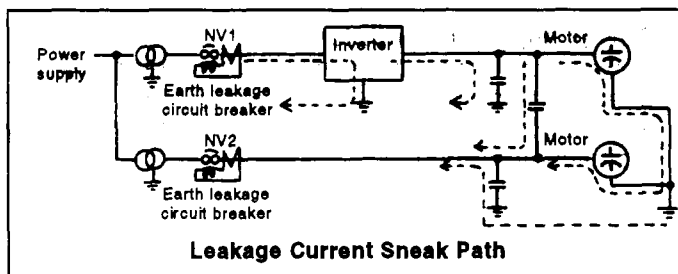 NV1
Inverter
Motor
Power
supply
Earth leakage
circuit breaker
NV2
Motor
Earth leakage
circuit breaker
Leakage Current Sneak Path